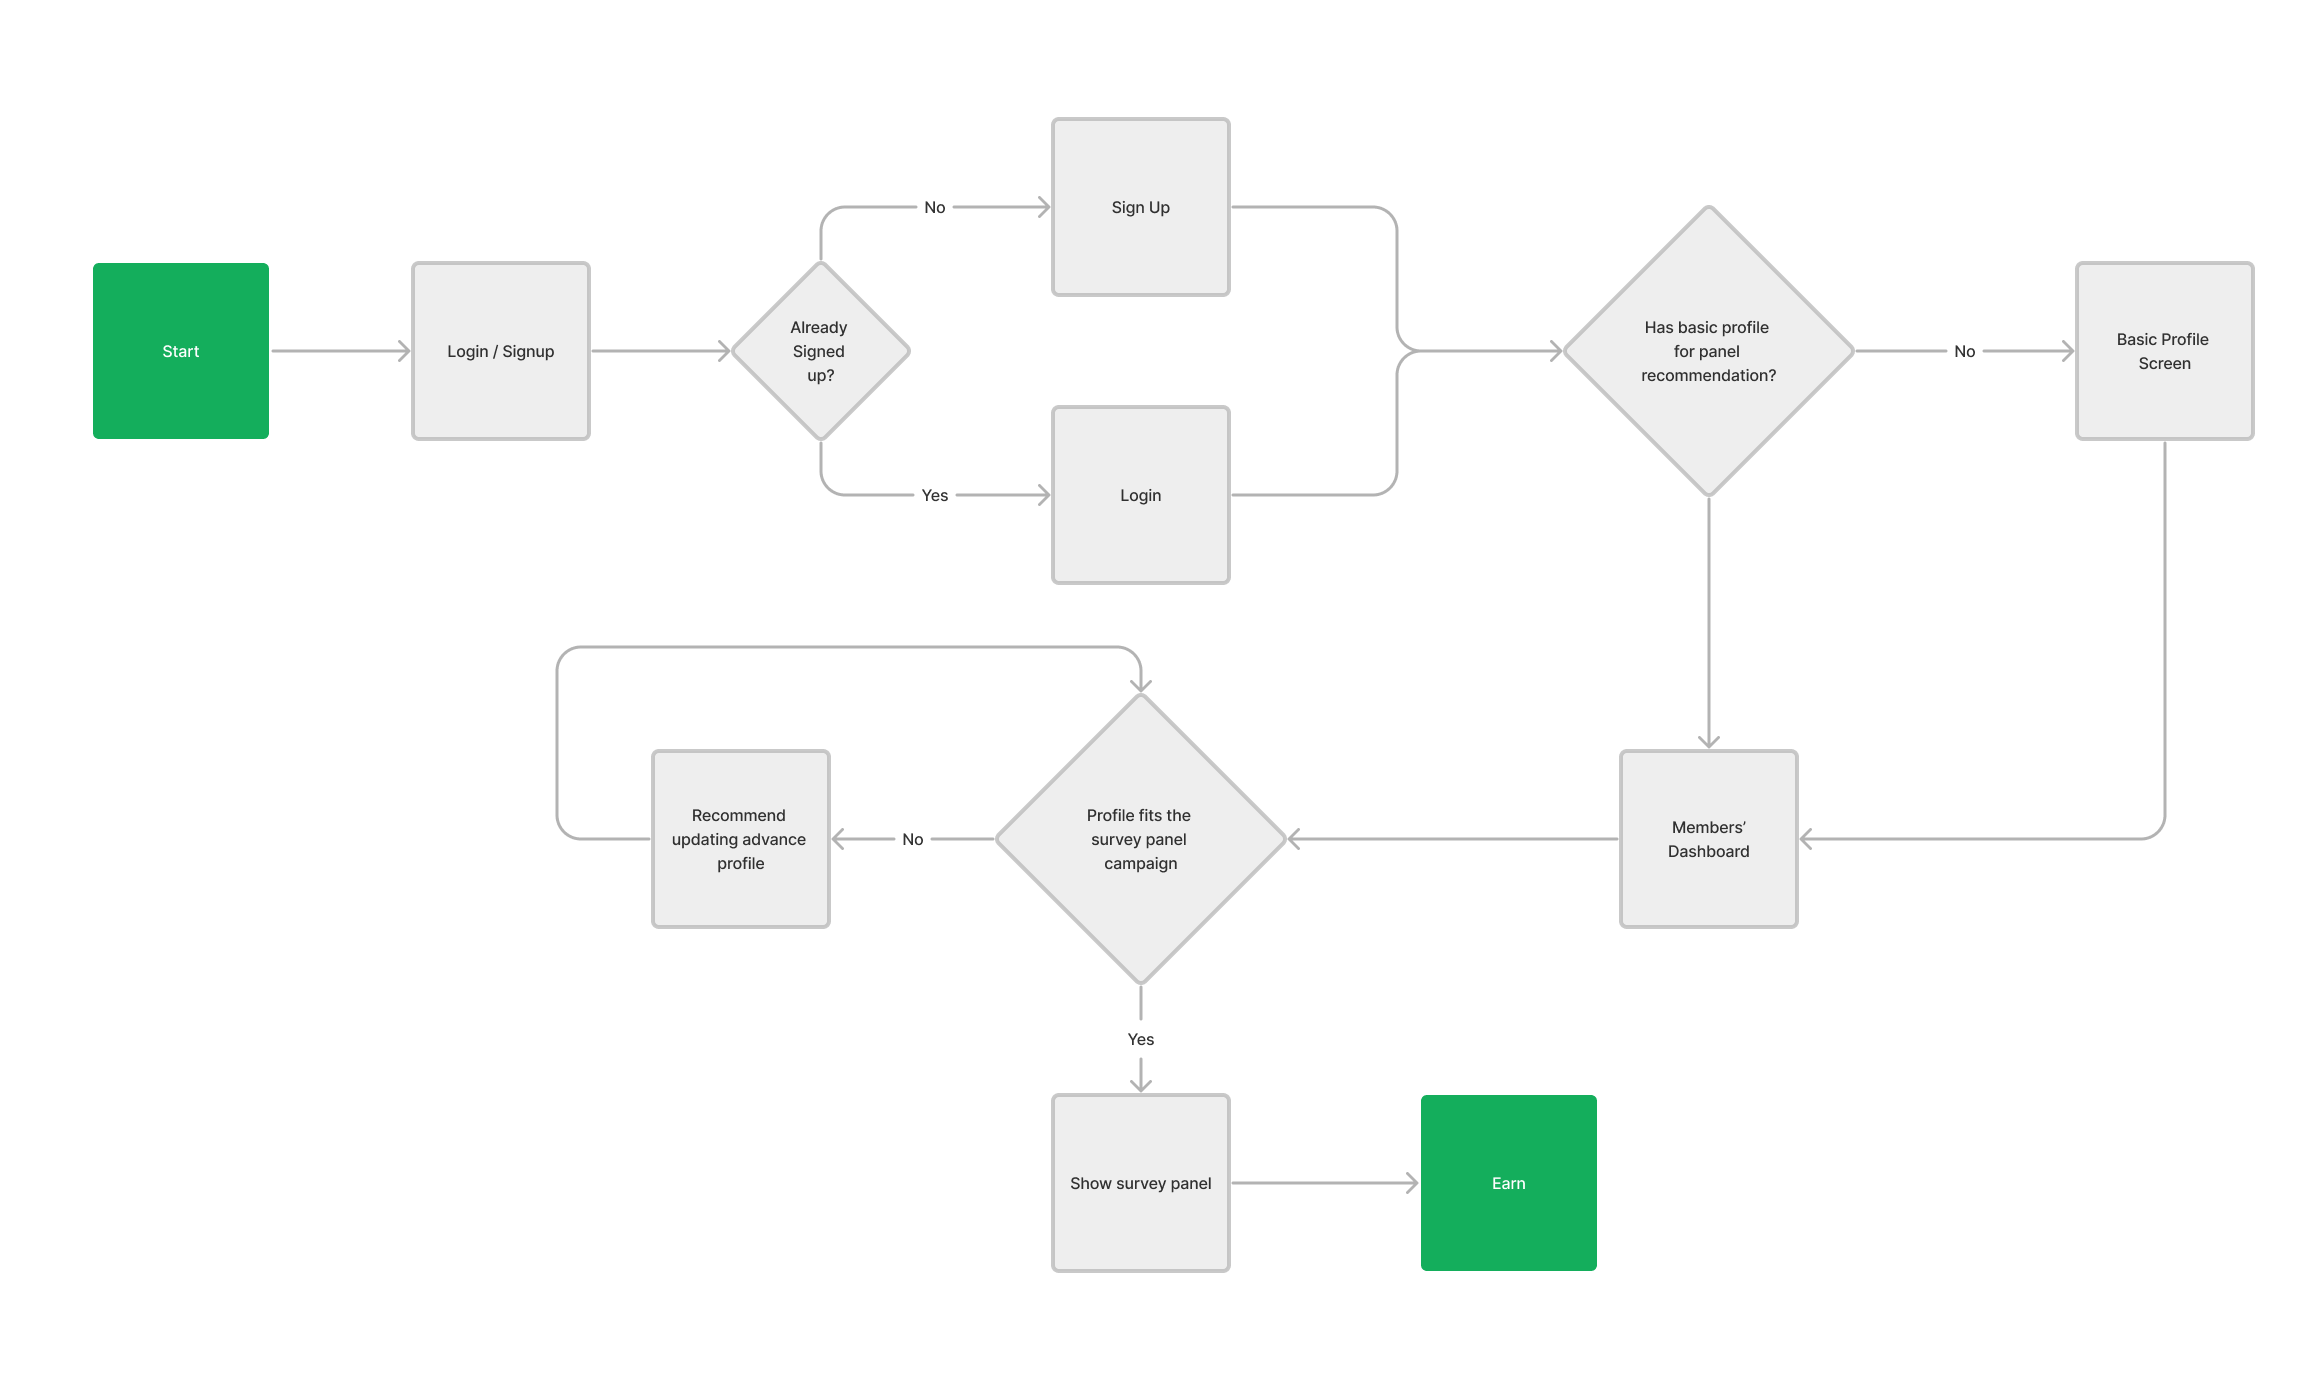 No
Sign Up
Start
Login / Signup
Already
Signed
up?
Has basic profile
for panel
recommendation?
No
Basic Profile
Screen
Yes
Login
Recommend
updating advance
profile
No
Profile fits the
survey panel
campaign
Members’
Dashboard
Yes
Show survey panel
Earn